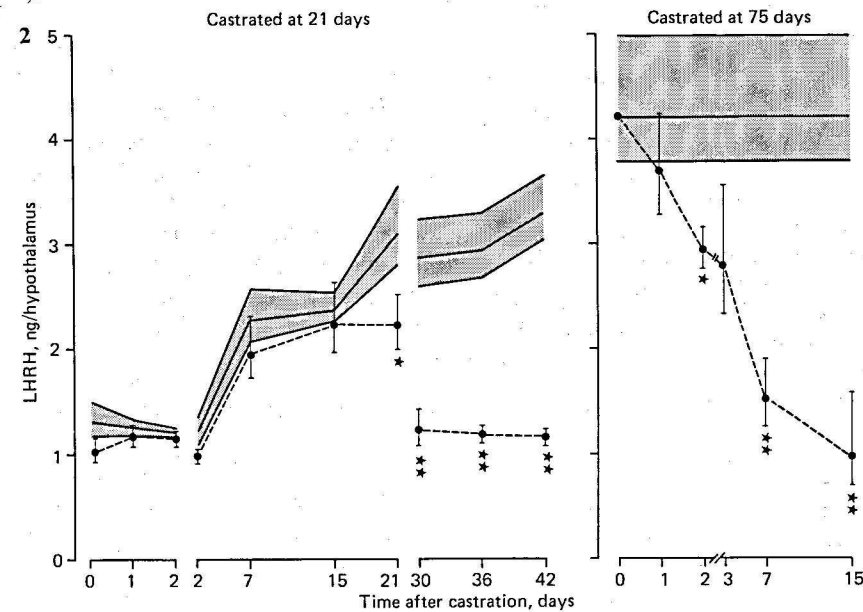 Castrated at 21 days
Castrated at 75 days
2
5
4
3
2
1
0
LHRH, ng/hypothalamus
0 1 2 2 7 15 21 30 36 42
0 1 2 3 7 15
Time after castration, days